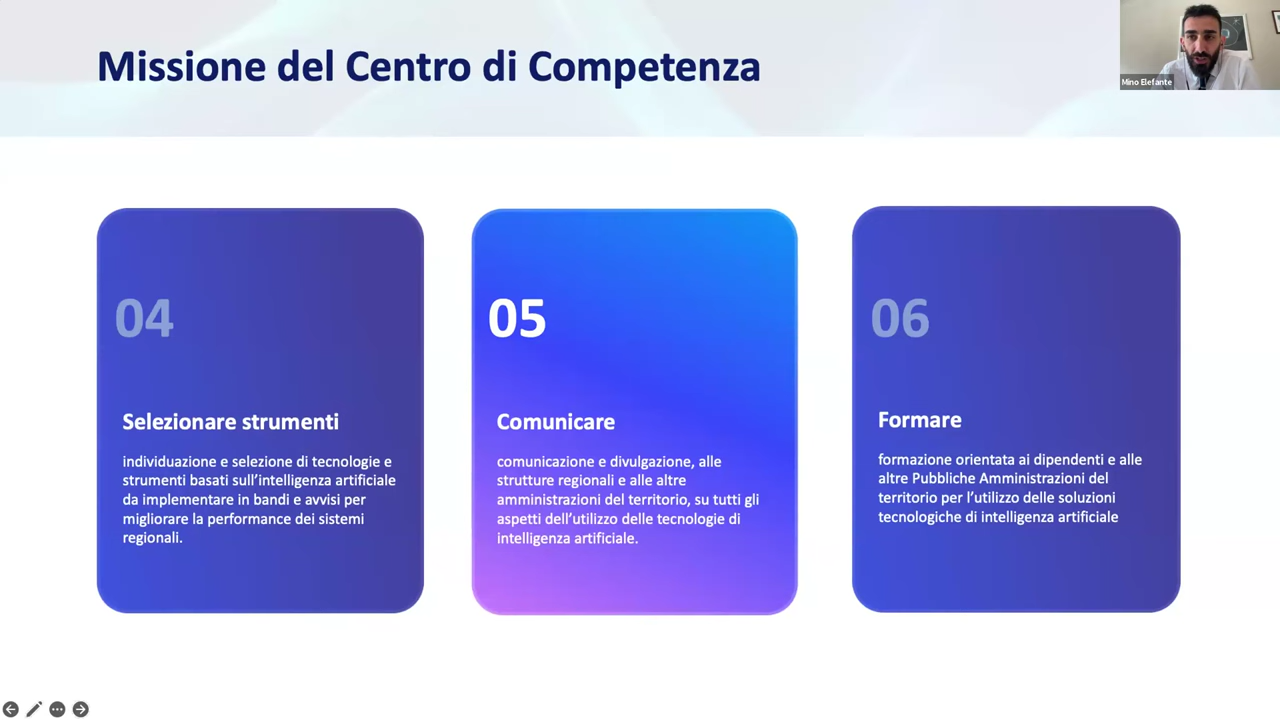 Missione del Centro di Competenza
Mino Elefante
04
Selezionare strumenti
individuazione e selezione di tecnologie e
strumenti basati sull’intelligenza artificiale
da implementare in bandi e avvisi per
migliorare la performance dei sistemi
regionali.
05
Comunicare
comunicazione e divulgazione, alle
strutture regionali e alle altre
amministrazioni del territorio, su tutti gli
aspetti dell’utilizzo delle tecnologie di
intelligenza artificiale.
06
Formare
formazione orientata ai dipendenti e alle
altre Pubbliche Amministrazioni del
territorio per l’utilizzo delle soluzioni
tecnologiche di intelligenza artificiale